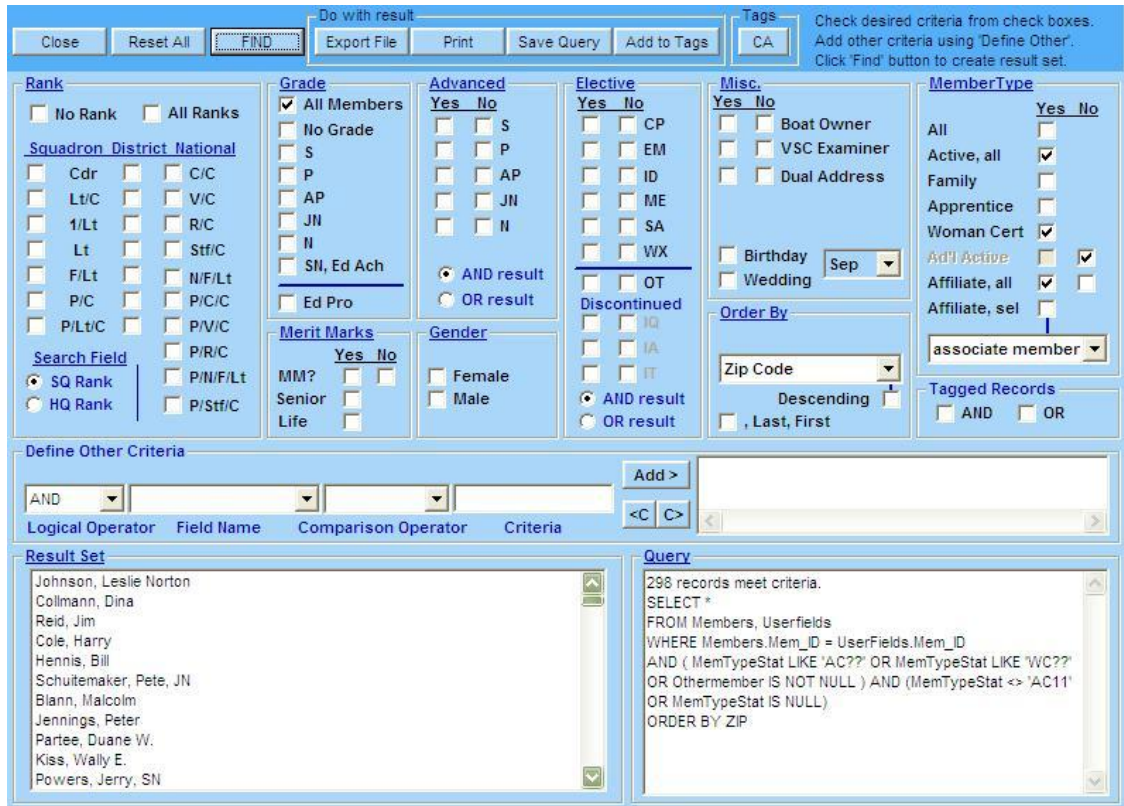 Do with result
Tags
Close
Reset All
FIND
Export File
Print
Save Query
Add to Tags
CA
Check desired criteria from check boxes.
Add other criteria using 'Define Other'.
Click 'Find' button to create result set.
Rank
No Rank
All Ranks
Squadron District National
Cdr
C/C
Lt/C
V/C
1/Lt
R/C
Lt
Stf/C
F/Lt
N/F/Lt
P/C
P/C/C
P/Lt/C
P/V/C
P/R/C
P/N/F/Lt
P/Stf/C
Search Field
SQ Rank
HQ Rank
Grade
All Members
No Grade
S
P
AP
JN
N
SN, Ed Ach
Ed Pro
Merit Marks
Yes No
MM?
Senior
Life
Advanced
Yes No
S
P
AP
JN
N
AND result
OR result
Gender
Female
Male
Elective
Yes No
CP
EM
ID
ME
SA
WX
OT
Discontinued
IQ
IA
IT
AND result
OR result
Misc.
Yes No
Boat Owner
VSC Examiner
Dual Address
Birthday
Wedding
Sep
Order By
Zip Code
Descending
, Last, First
MemberType
Yes No
All
Active, all
Family
Apprentice
Woman Cert
Ad'l Active
Affiliate, all
Affiliate, sel
associate member
Tagged Records
AND
OR
Define Other Criteria
AND
Logical Operator
Field Name
Comparison Operator
Criteria
Add >
<C
C>
Result Set
Johnson, Leslie Norton
Collmann, Dina
Reid, Jim
Cole, Harry
Hennis, Bill
Schuitemaker, Pete, JN
Blann, Malcolm
Jennings, Peter
Partee, Duane W.
Kiss, Wally E.
Powers, Jerry, SN
Query
298 records meet criteria.
SELECT *
FROM Members, Userfields
WHERE Members.Mem_ID = UserFields.Mem_ID
AND ( MemTypeStat LIKE 'AC??' OR MemTypeStat LIKE 'WC??'
OR Othermember IS NOT NULL ) AND (MemTypeStat <> 'AC11'
OR MemTypeStat IS NULL)
ORDER BY ZIP